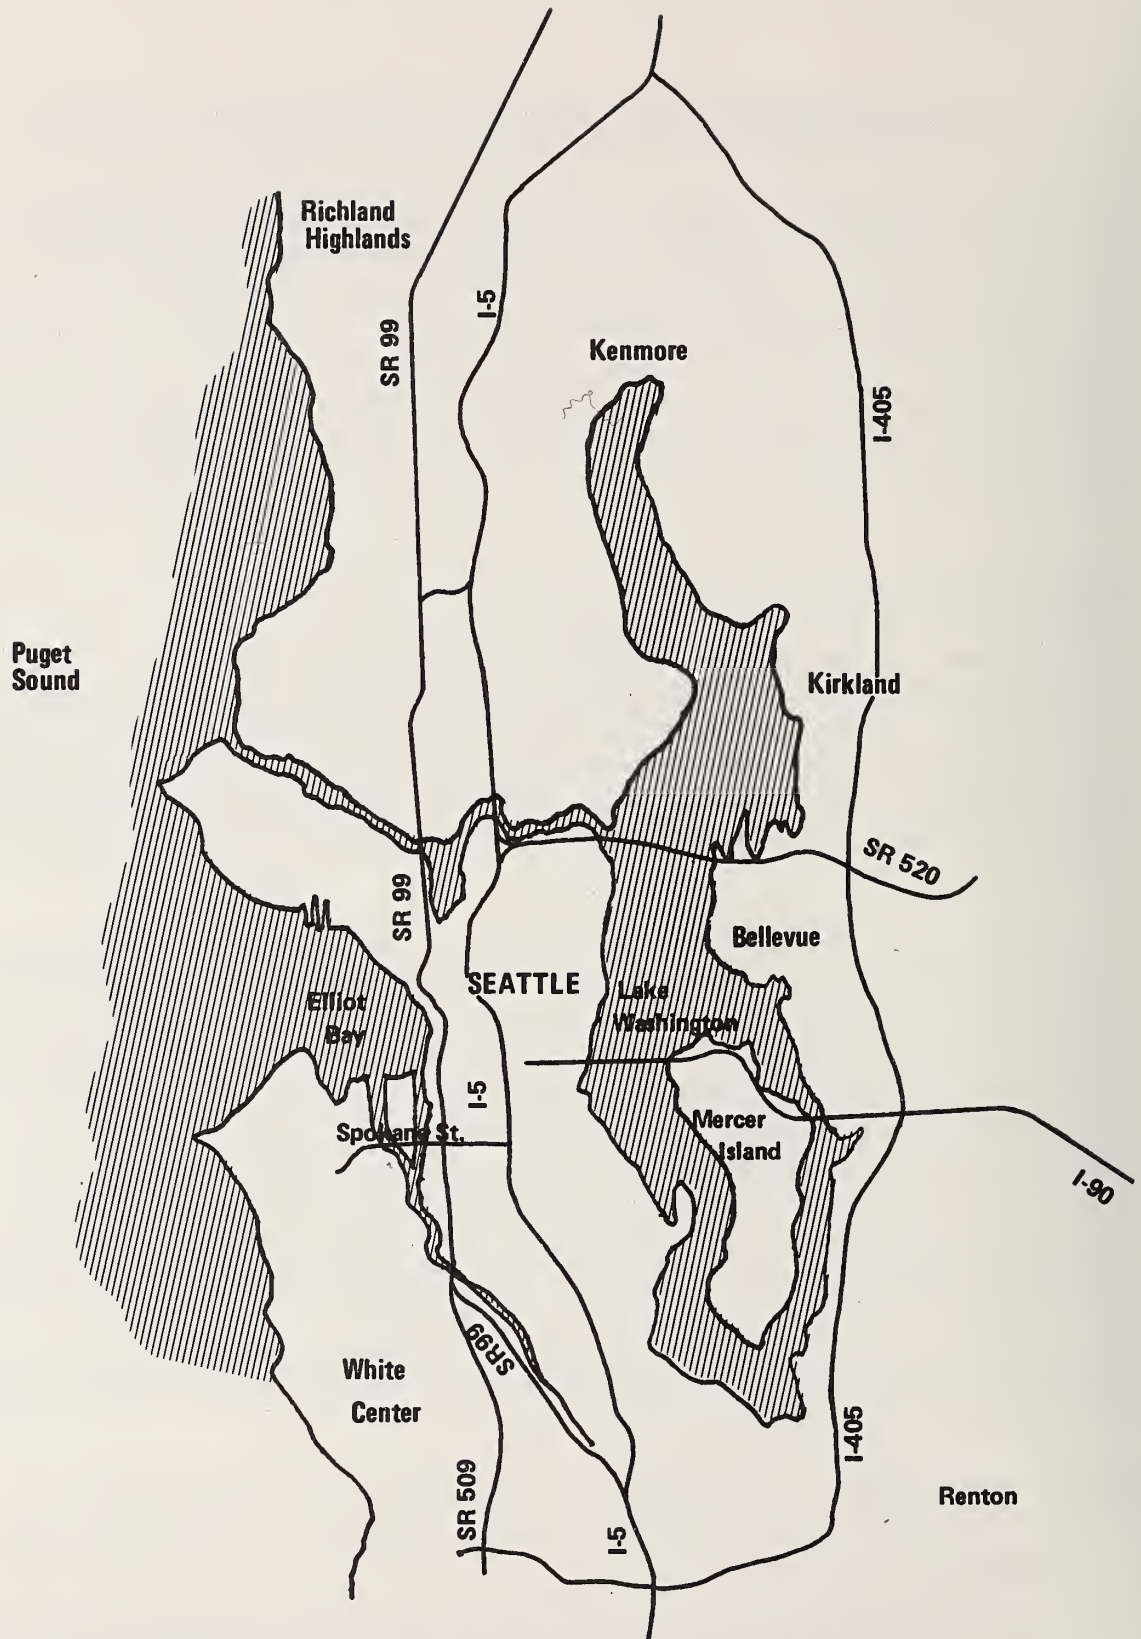 Richland
Highlands
I-5
SR 99
Kenmore
I-405
Puget
Sound
Kirkland
SR 520
SR 99
Bellevue
SEATTLE
Lake
Washington
Elliot
Bay
I-5
Mercer
Island
Spokane St.
I-90
SR99
White
Center
I-405
SR 509
Renton
I-5